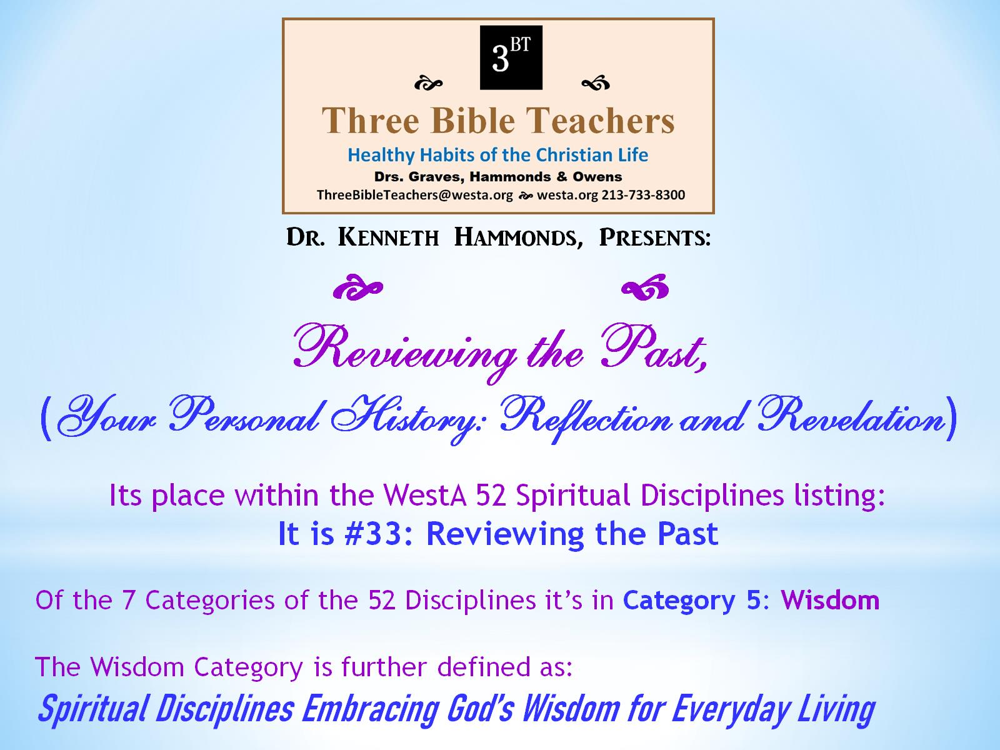 3BT
Three Bible Teachers
Healthy Habits of the Christian Life
Drs. Graves, Hammonds & Owens
ThreeBibleTeachers@westa.org westa.org 213-733-8300
Dr. Kenneth Hammonds, Presents:
Reviewing the Past,
(Your Personal History: Reflection and Revelation)
Its place within the WestA 52 Spiritual Disciplines listing:
It is #33: Reviewing the Past
Of the 7 Categories of the 52 Disciplines it’s in Category 5: Wisdom
The Wisdom Category is further defined as:
Spiritual Disciplines Embracing God’s Wisdom for Everyday Living